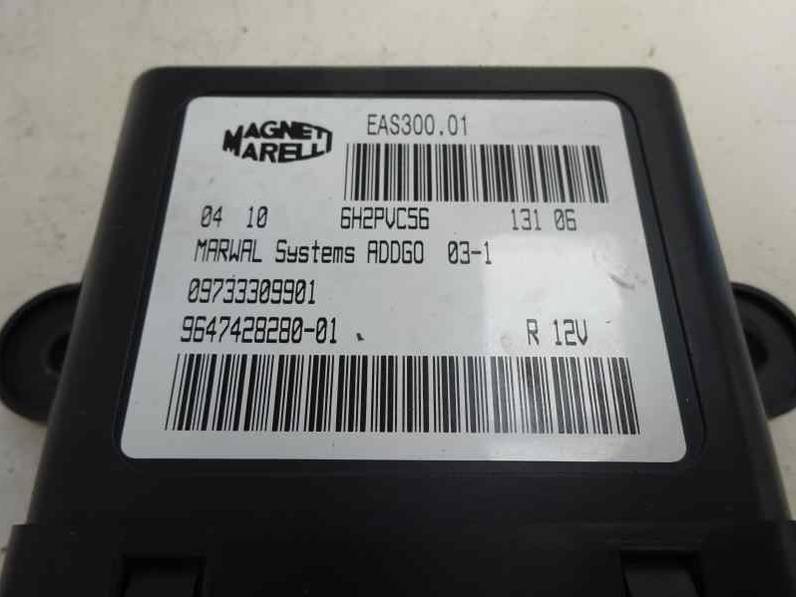 MAGNETI
MARELLI
EAS300.01
04 10 6H2PVC56 131 06
MARWAL Systems ADDGO 03-1
09733309901
9647428280-01 R 12V